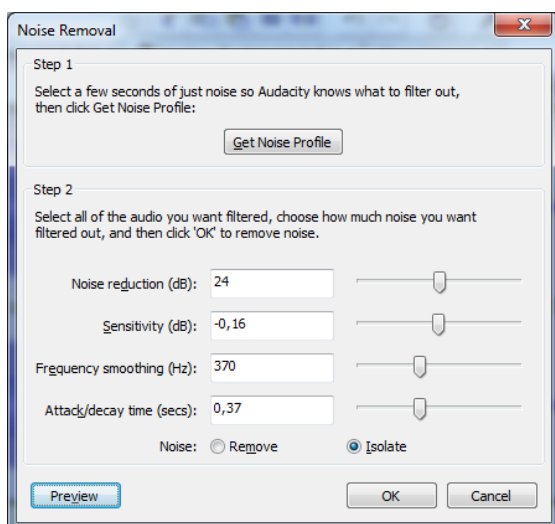 Noise Removal
Step 1
Select a few seconds of just noise so Audacity knows what to filter out,
then click Get Noise Profile:
Get Noise Profile
Step 2
Select all of the audio you want filtered, choose how much noise you want
filtered out, and then click 'OK' to remove noise.
Noise reduction (dB): 24
Sensitivity (dB): -0,16
Frequency smoothing (Hz): 370
Attack/decay time (secs): 0,37
Noise: Remove Isolate
Preview OK Cancel